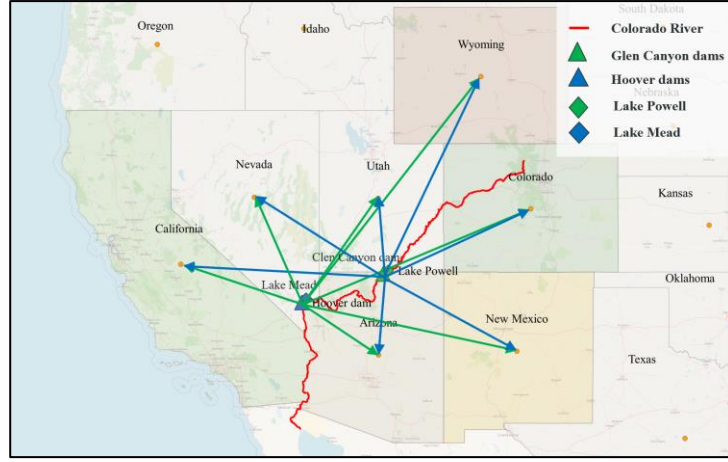 South Dakota
Oregon
Idaho
Wyoming
Colorado River
Glen Canyon dams
Hoover dams
Nebraska
Lake Powell
Lake Mead
Nevada
Utah
Colorado
Kansas
California
Clen Canyon dam
Lake Powell
Oklahoma
Lake Mead
Hoover dam
Arizona
New Mexico
Texas